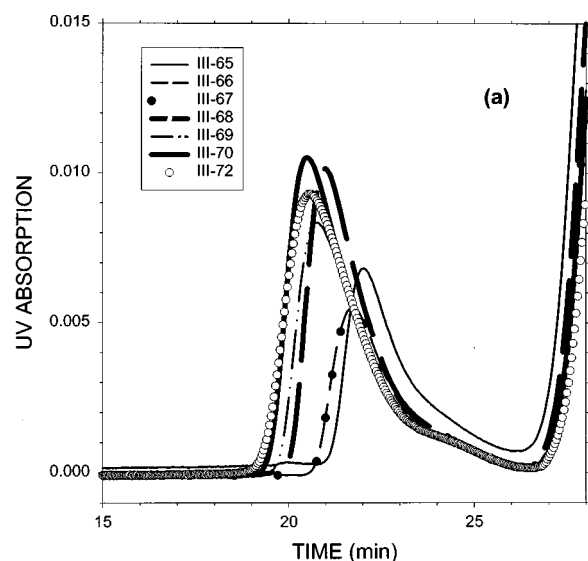 0.015
III-65
III-66
III-67
III-68
III-69
III-70
III-72
(a)
0.010
0.005
0.000
UV ABSORPTION
15
20
25
TIME (min)